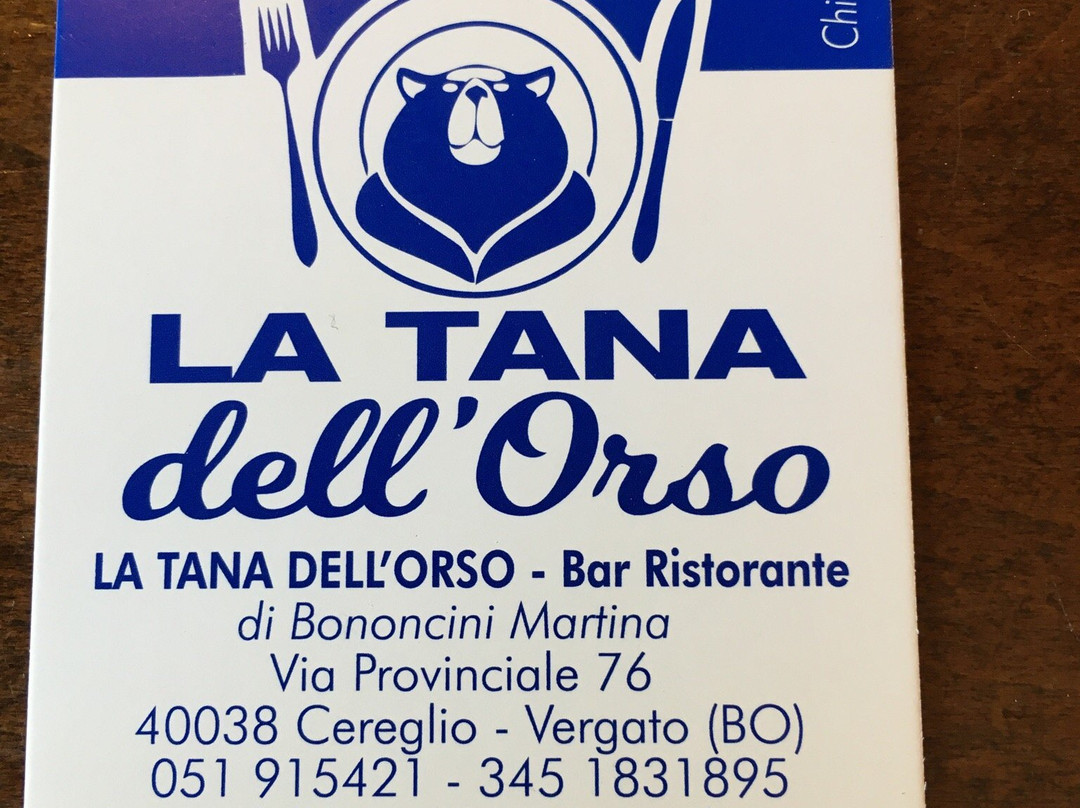 LA TANA
dell'Orso
LA TANA DELL'ORSO - Bar Ristorante
di Bononcini Martina
Via Provinciale 76
40038 Cereglio - Vergato (BO)
051 915421 - 345 1831895